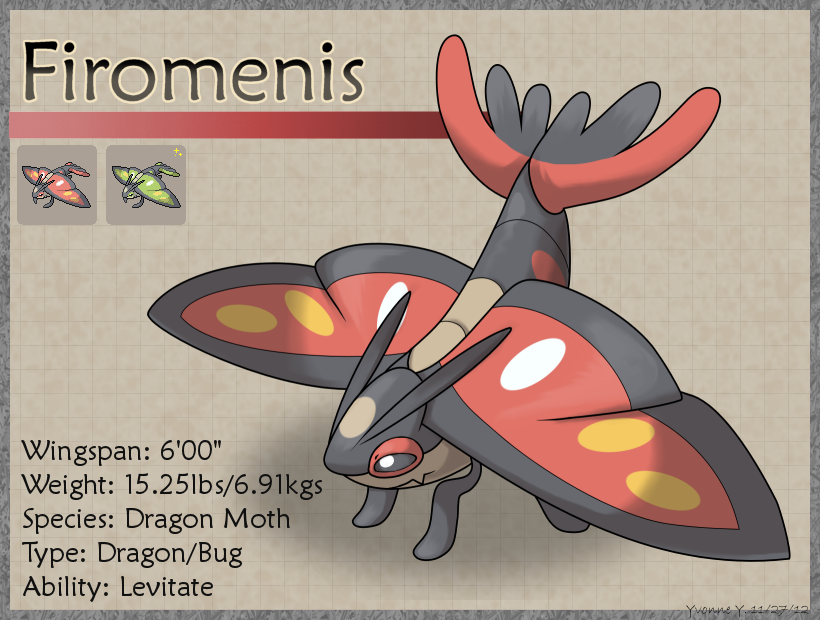 Firomenis
Wingspan: 6'00"
Weight: 15.25lbs/6.91kgs
Species: Dragon Moth
Type: Dragon/Bug
Ability: Levitate
Yvonne Y. 11/27/12